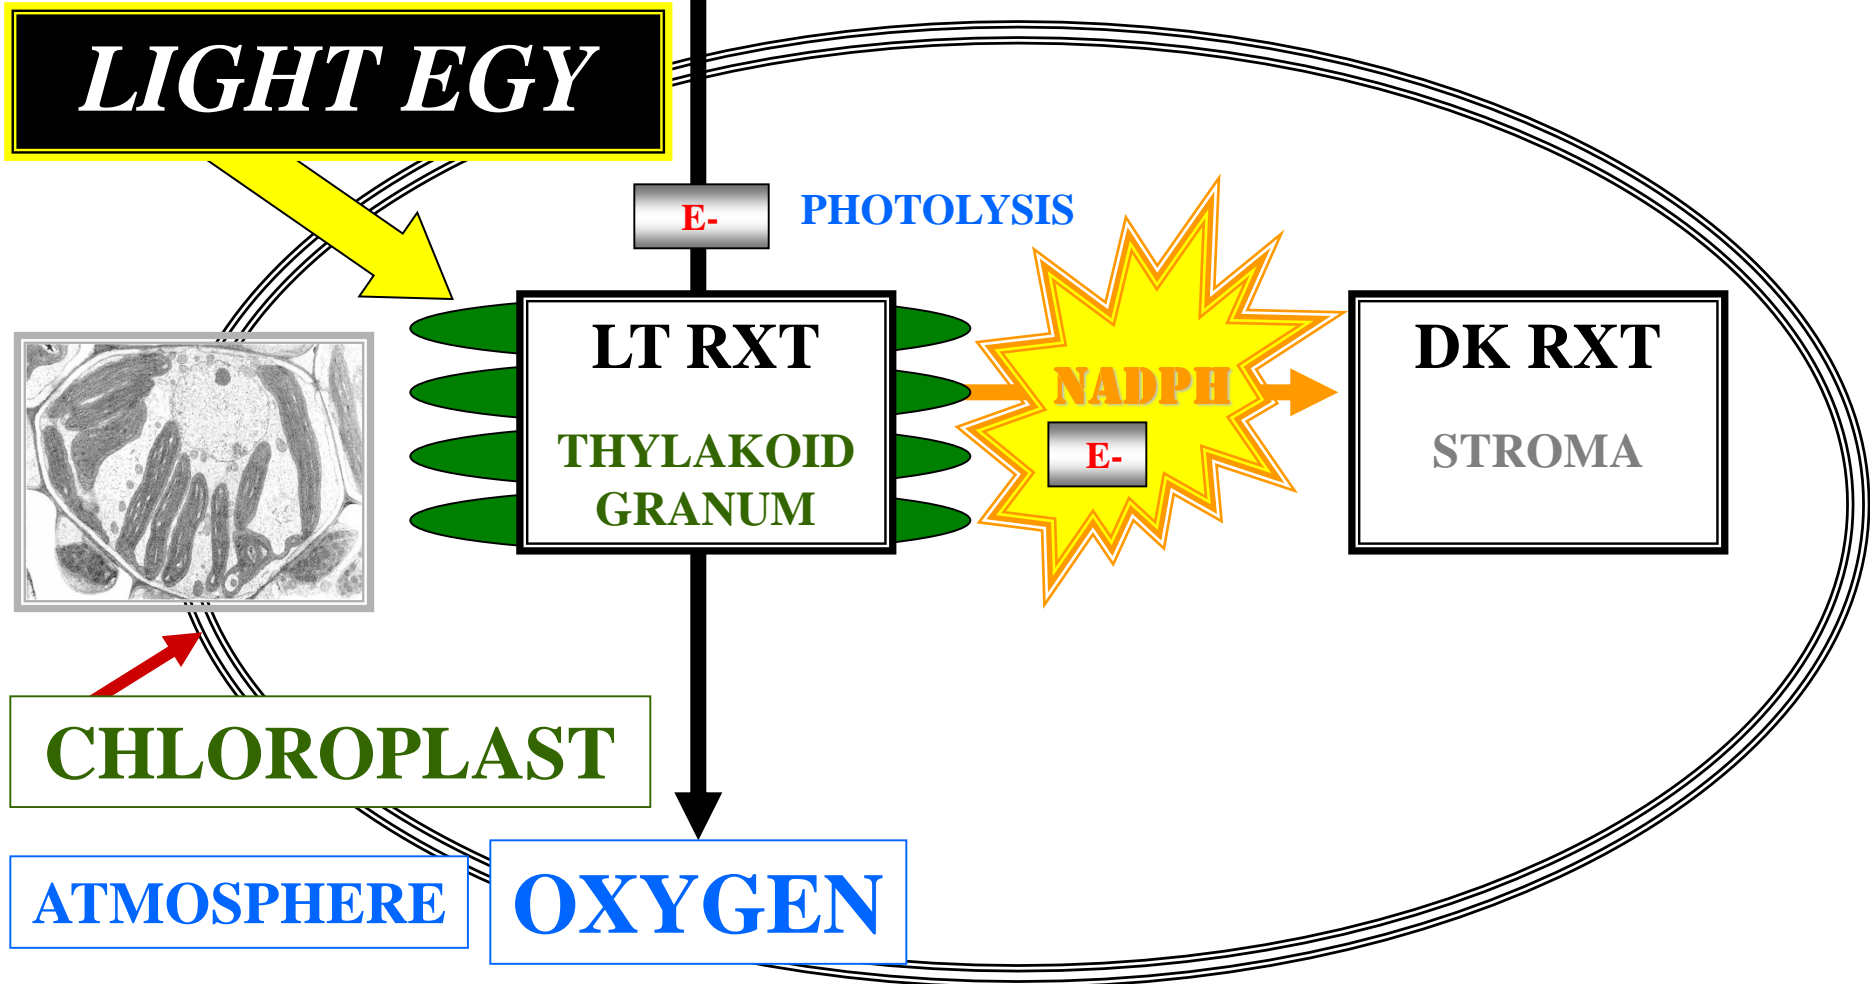 LIGHT EGY
E-
PHOTOLYSIS
LT RXT
THYLAKOID
GRANUM
NADPH
E-
DK RXT
STROMA
CHLOROPLAST
ATMOSPHERE
OXYGEN